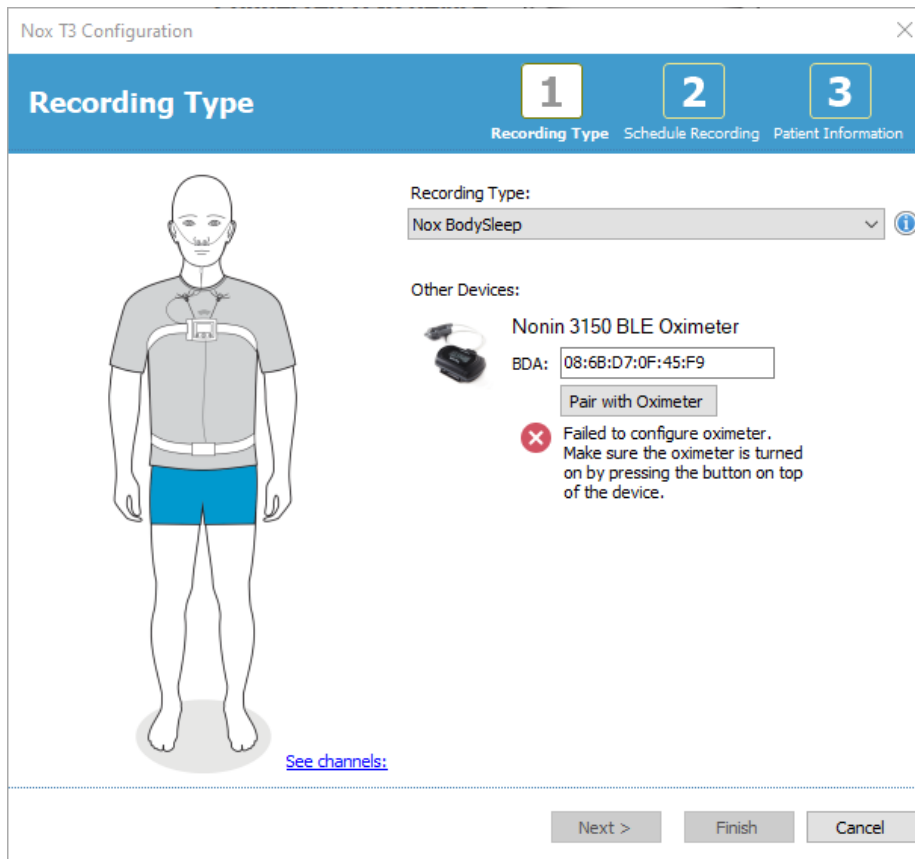 Nox T3 Configuration
Recording Type
1
Recording Type
2
Schedule Recording
3
Patient Information
Recording Type:
Nox BodySleep
Other Devices:
Nonin 3150 BLE Oximeter
BDA: 08:6B:D7:0F:45:F9
Pair with Oximeter
Failed to configure oximeter.
Make sure the oximeter is turned
on by pressing the button on top
of the device.
See channels:
Next >
Finish
Cancel